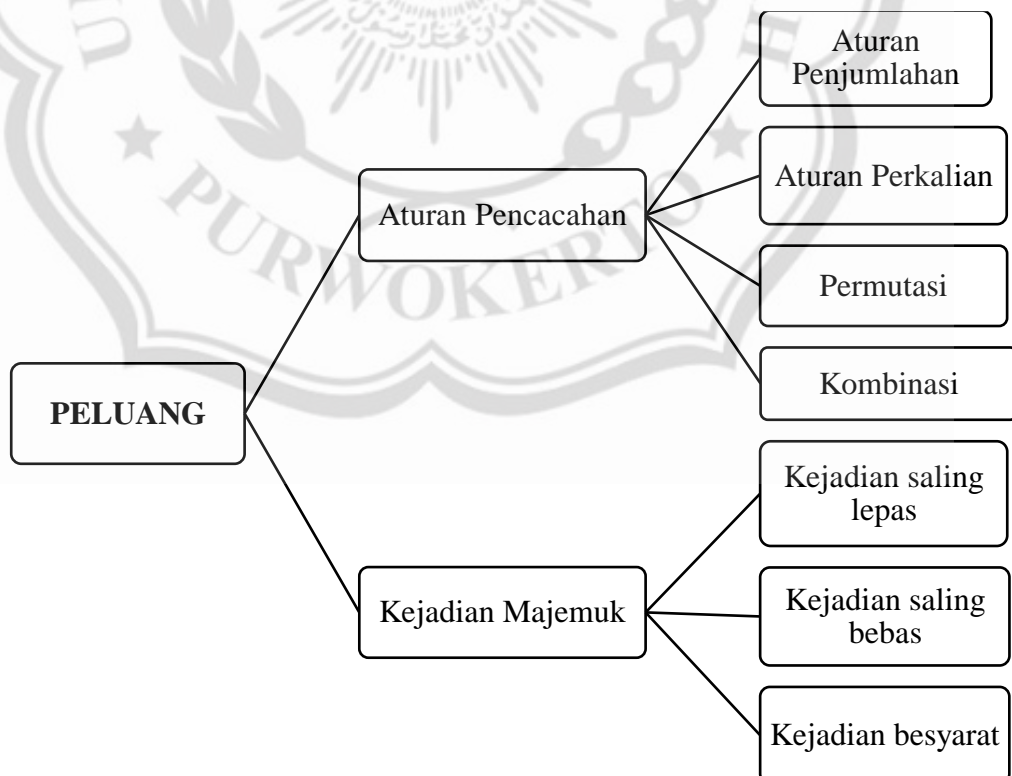 Aturan
Penjumlahan
Aturan Perkalian
Aturan Pencacahan
Permutasi
Kombinasi
PELUANG
Kejadian saling
lepas
Kejadian Majemuk
Kejadian saling
bebas
Kejadian besyarat
PURWOKERTO
U
H